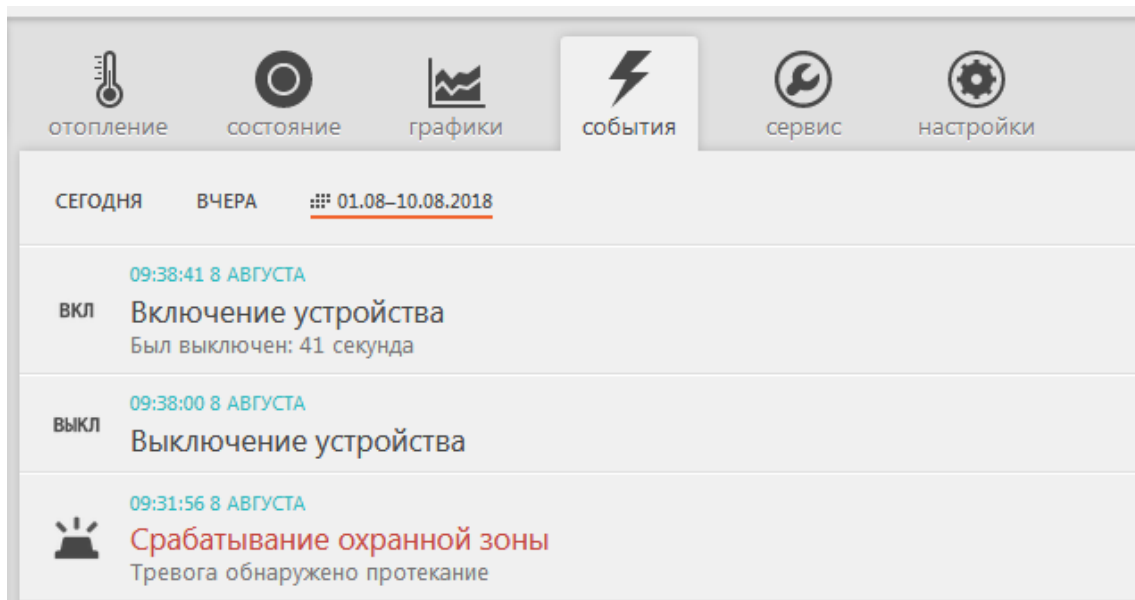 отопление состояние графики события сервис настройки
СЕГОДНЯ ВЧЕРА 01.08–10.08.2018
09:38:41 8 АВГУСТА
ВКЛ Включение устройства
Был выключен: 41 секунда
09:38:00 8 АВГУСТА
ВЫКЛ Выключение устройства
09:31:56 8 АВГУСТА
Срабатывание охранной зоны
Тревога обнаружено протекание